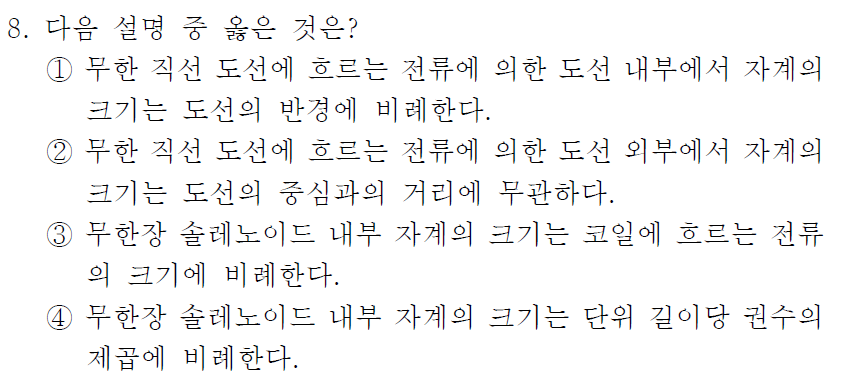 8. 다음 설명 중 옳은 것은?
① 무한 직선 도선에 흐르는 전류에 의한 도선 내부에서 자계의
크기는 도선의 반경에 비례한다.
② 무한 직선 도선에 흐르는 전류에 의한 도선 외부에서 자계의
크기는 도선의 중심과의 거리에 무관하다.
③ 무한장 솔레노이드 내부 자계의 크기는 코일에 흐르는 전류
의 크기에 비례한다.
④ 무한장 솔레노이드 내부 자계의 크기는 단위 길이당 권수의
제곱에 비례한다.